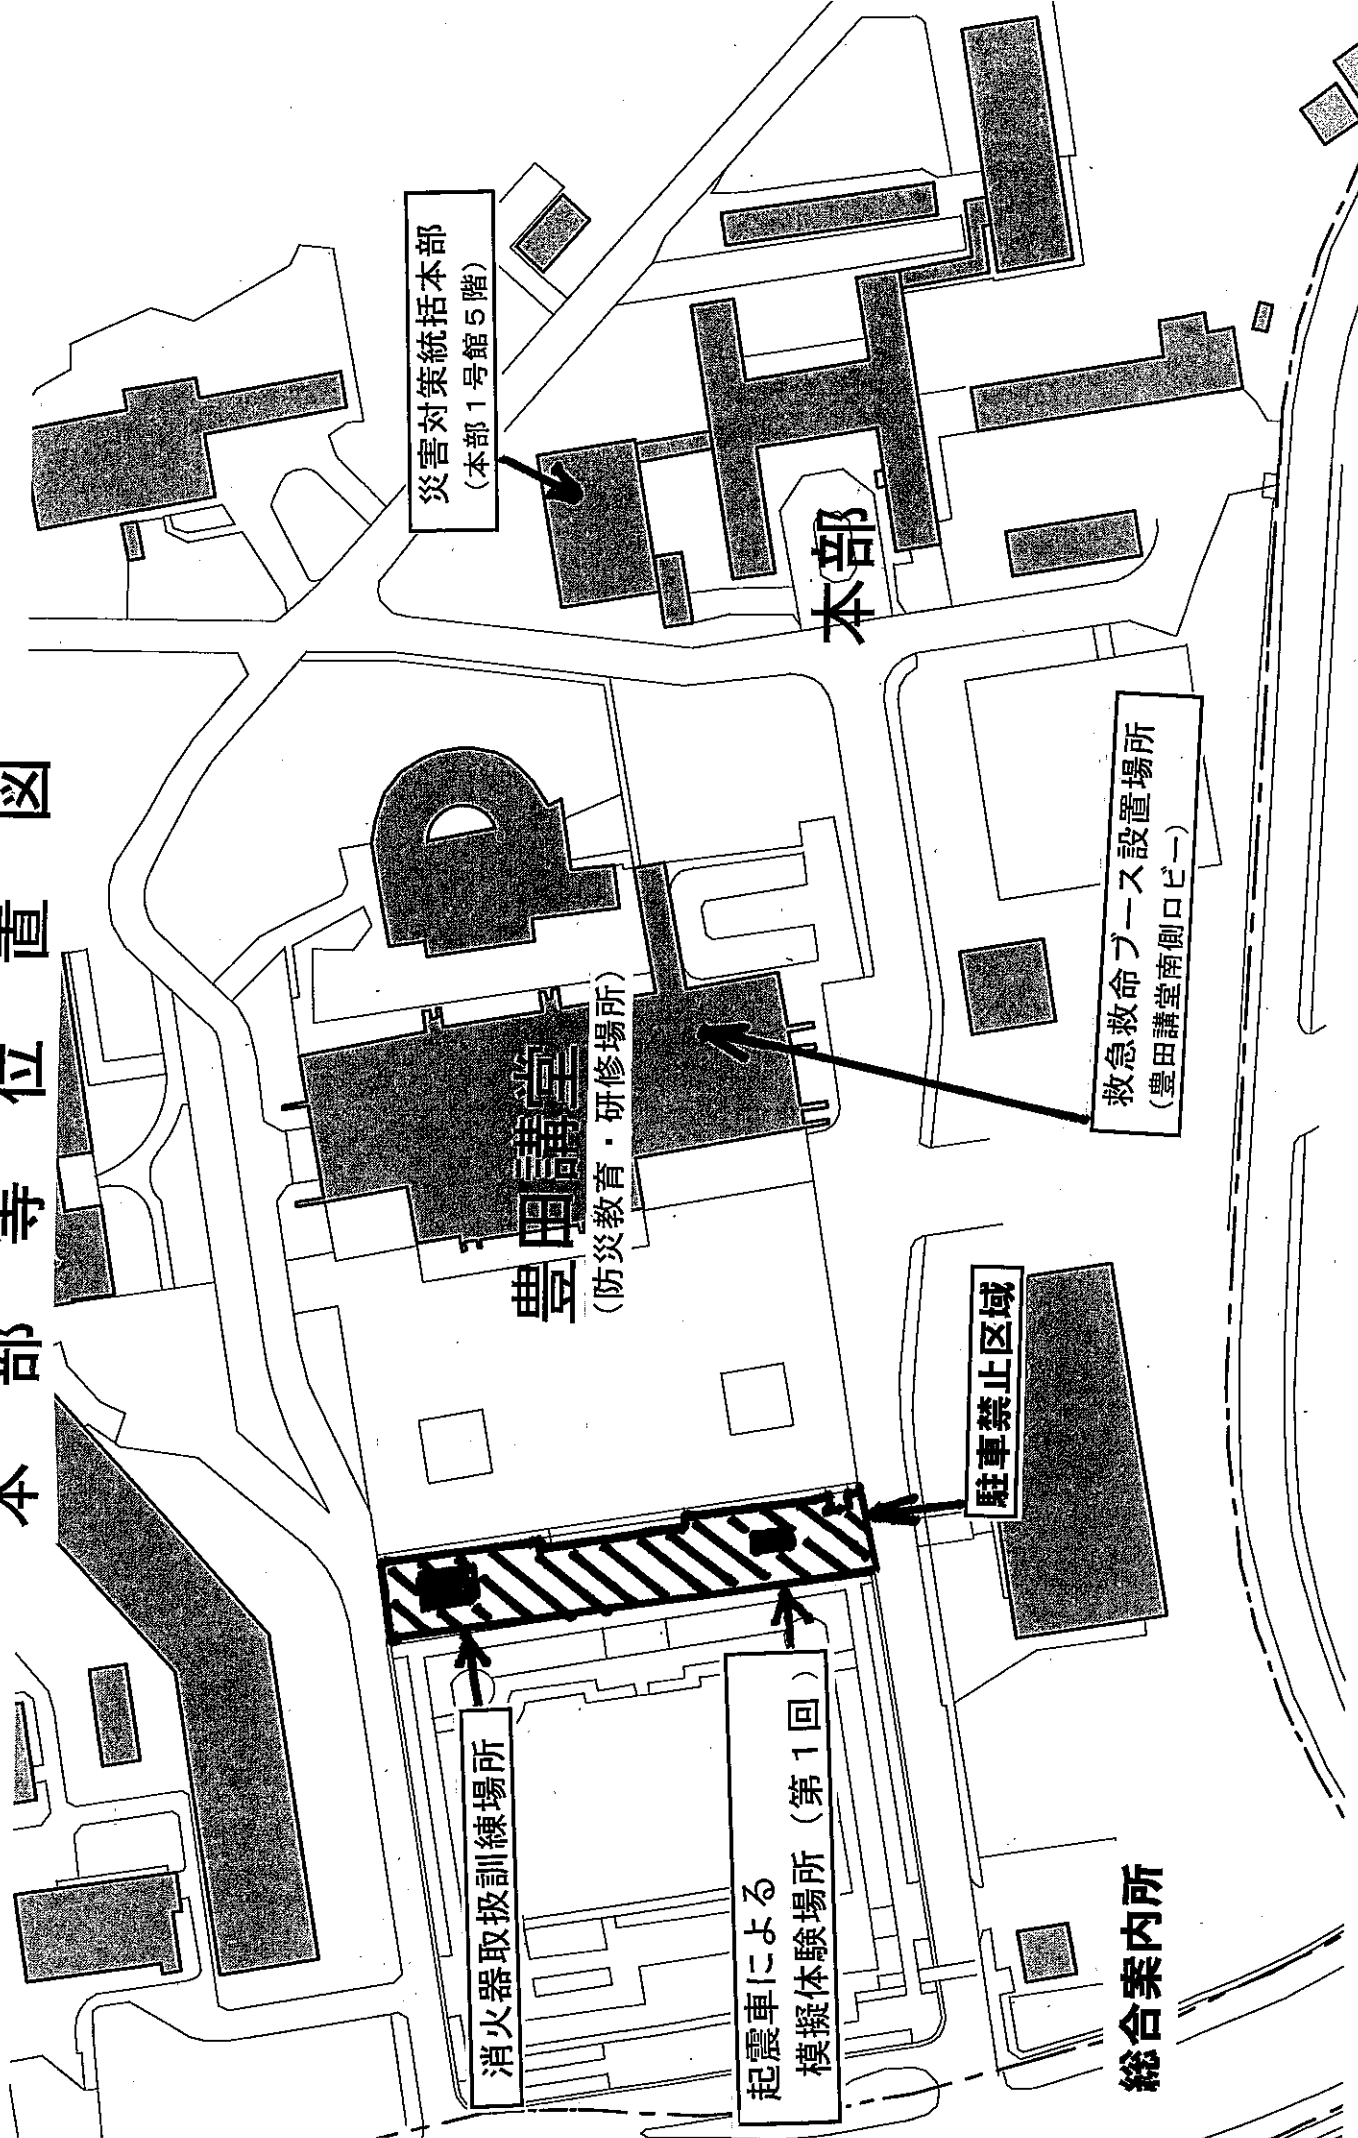 本部等位置図
災害対策統括本部
（本部１号館５階）
本部
豊田講堂
（防災教育・研修場所）
救急救命ブース設置場所
（豊田講堂南側ロビー）
駐車禁止区域
消火器取扱訓練場所
起震車による
模擬体験場所（第１回）
総合案内所